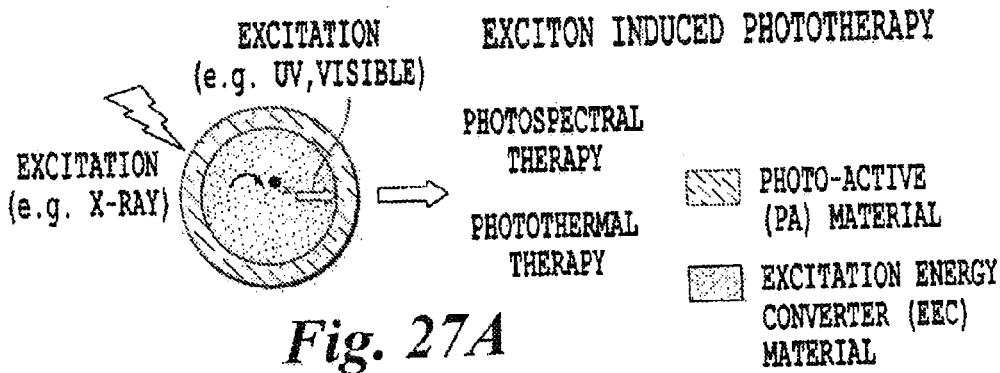 EXCITATION
(e.g. UV,VISIBLE)
EXCITON INDUCED PHOTOTHERAPY
EXCITATION
(e.g. X-RAY)
PHOTOSPECTRAL
THERAPY
PHOTOTHERMAL
THERAPY
PHOTO-ACTIVE
(PA) MATERIAL
EXCITATION ENERGY
CONVERTER (EEC)
MATERIAL
Fig. 27A